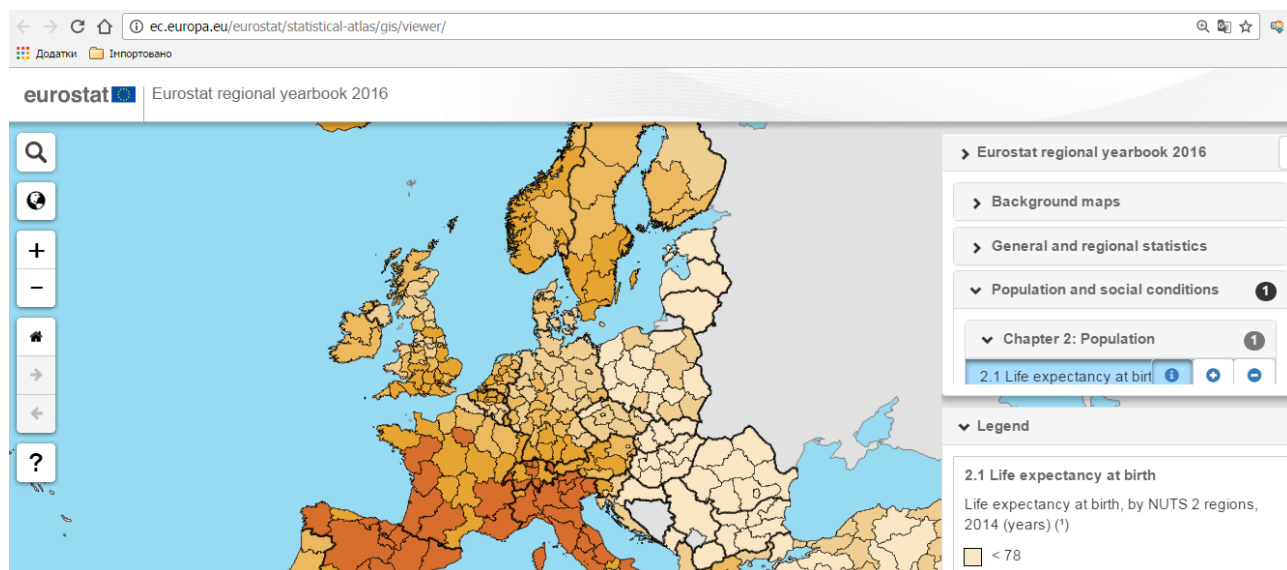 ec.europa.eu/eurostat/statistical-atlas/gis/viewer/
Додатки Імпортовано
eurostat Eurostat regional yearbook 2016
Eurostat regional yearbook 2016
Background maps
General and regional statistics
Population and social conditions 1
Chapter 2: Population 1
2.1 Life expectancy at birt
Legend
2.1 Life expectancy at birth
Life expectancy at birth, by NUTS 2 regions,
2014 (years) (¹)
< 78